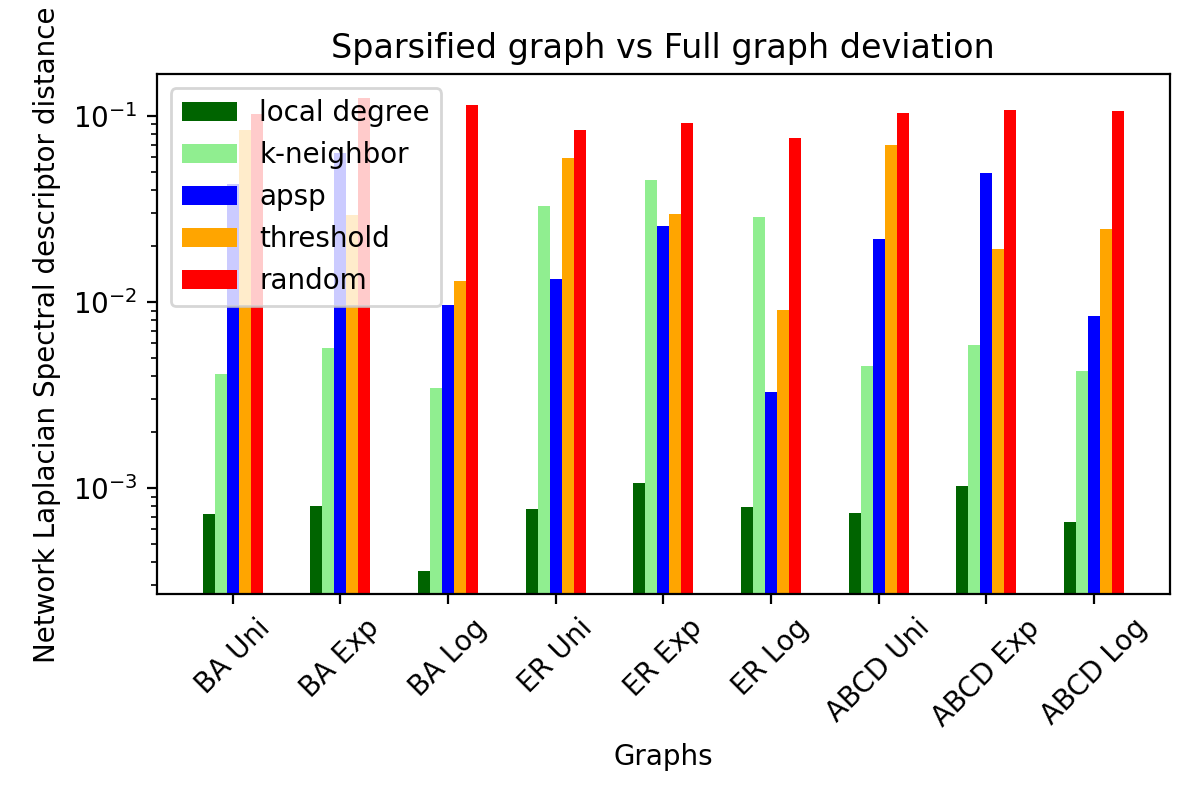 Sparsified graph vs Full graph deviation
Network Laplacian Spectral descriptor distance
10⁻¹
10⁻²
10⁻³
local degree
k-neighbor
apsp
threshold
random
BA Uni
BA Exp
BA Log
ER Uni
ER Exp
ER Log
ABCD Uni
ABCD Exp
ABCD Log
Graphs